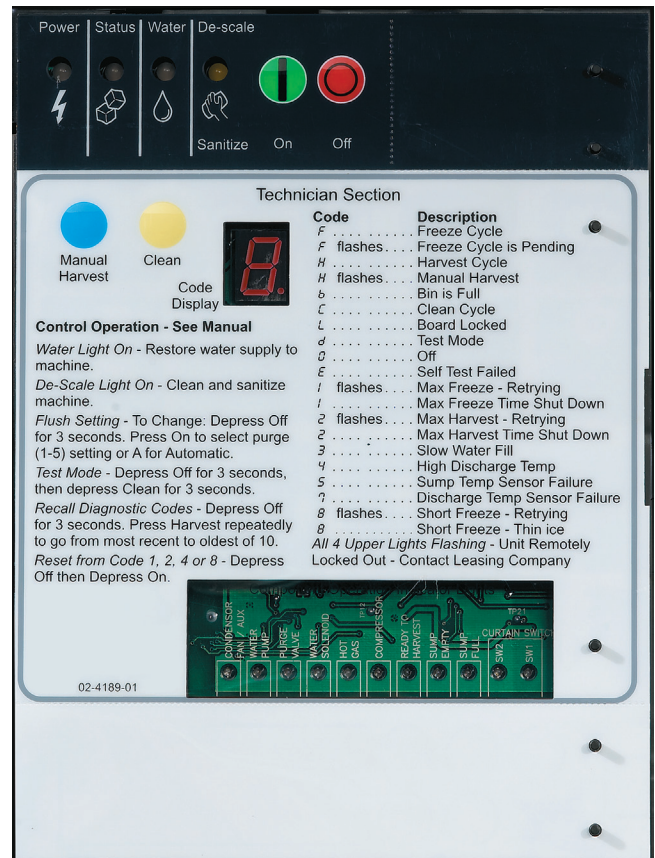 Power Status Water De-scale
Sanitize On Off
Technician Section
Manual
Harvest
Clean
Code
Display
8.
Control Operation - See Manual
Water Light On - Restore water supply to
machine.
De-Scale Light On - Clean and sanitize
machine.
Flush Setting - To Change: Depress Off
for 3 seconds. Press On to select purge
(1-5) setting or A for Automatic.
Test Mode - Depress Off for 3 seconds,
then depress Clean for 3 seconds.
Recall Diagnostic Codes - Depress Off
for 3 seconds. Press Harvest repeatedly
to go from most recent to oldest of 10.
Reset from Code 1, 2, 4 or 8 - Depress
Off then Depress On.
Code Description
F . . . . . . . . . . . Freeze Cycle
F flashes . . . . Freeze Cycle is Pending
H . . . . . . . . . . . Harvest Cycle
H flashes . . . . Manual Harvest
b . . . . . . . . . . . Bin is Full
C . . . . . . . . . . . Clean Cycle
L . . . . . . . . . . . Board Locked
d . . . . . . . . . . . Test Mode
0 . . . . . . . . . . . Off
E . . . . . . . . . . . Self Test Failed
1 flashes . . . . Max Freeze - Retrying
1 . . . . . . . . . . . Max Freeze Time Shut Down
2 flashes . . . . Max Harvest - Retrying
2 . . . . . . . . . . . Max Harvest Time Shut Down
3 . . . . . . . . . . . Slow Water Fill
4 . . . . . . . . . . . High Discharge Temp
5 . . . . . . . . . . . Sump Temp Sensor Failure
7 . . . . . . . . . . . Discharge Temp Sensor Failure
8 flashes . . . . Short Freeze - Retrying
8 . . . . . . . . . . . Short Freeze - Thin ice
All 4 Upper Lights Flashing - Unit Remotely
Locked Out - Contact Leasing Company
TP12
TP21
CONDENSOR
FAN / AUX
WATER
PUMP
PURGE
VALVE
WATER
SOLENOID
HOT
GAS
COMPRESSOR
READY TO
HARVEST
SUMP
EMPTY
SUMP
FULL
CURTAIN SWITCH
SW2
SW1
02-4189-01